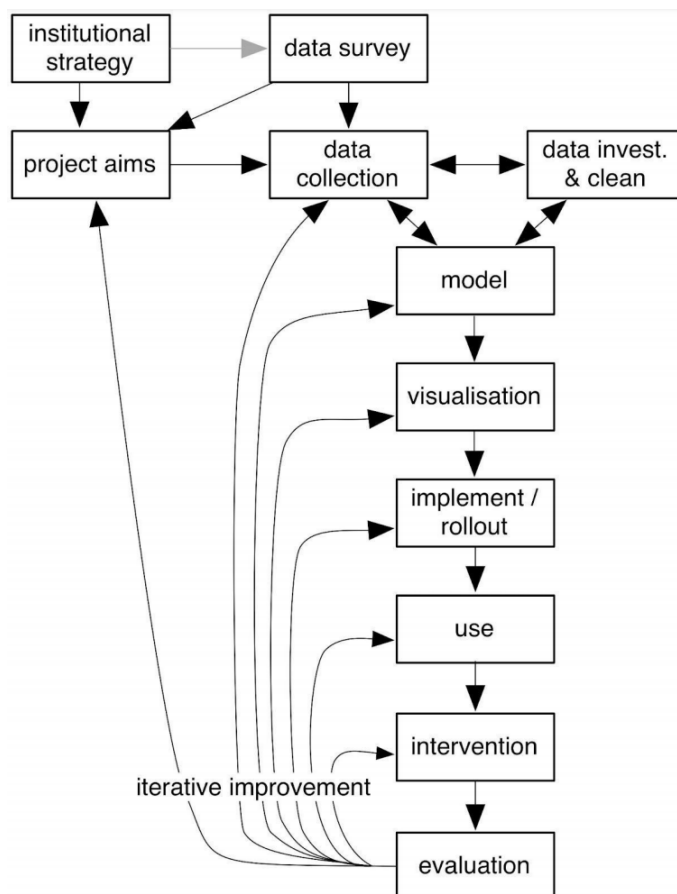 institutional
strategy
data survey
project aims
data
collection
data invest.
& clean
model
visualisation
implement /
rollout
use
intervention
iterative improvement
evaluation